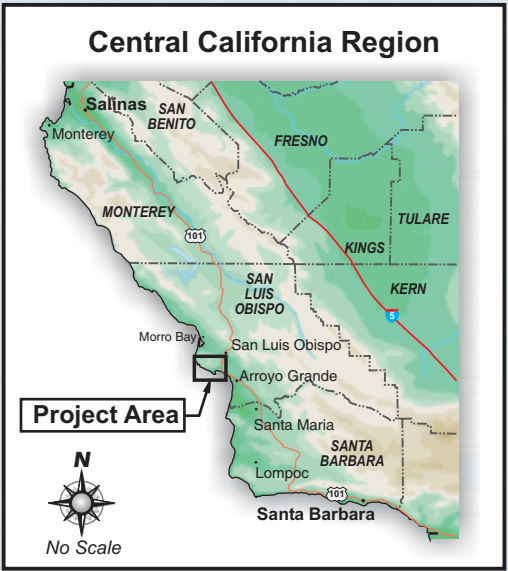 Central California Region
Salinas
SAN
BENITO
Monterey
FRESNO
MONTEREY
TULARE
101
KINGS
SAN
LUIS
OBISPO
KERN
5
Morro Bay
San Luis Obispo
Arroyo Grande
Project Area
Santa Maria
SANTA
BARBARA
Lompoc
N
101
Santa Barbara
No Scale